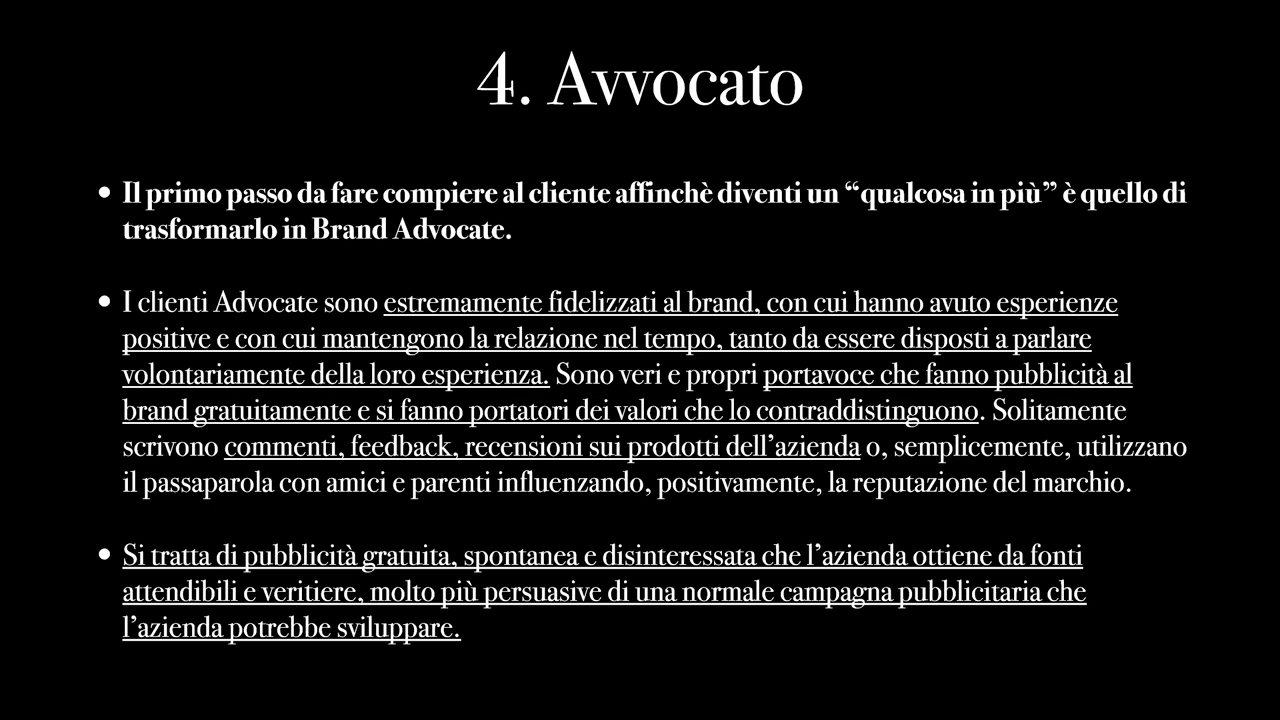 4. Avvocato
• Il primo passo da fare compiere al cliente affinchè diventi un “qualcosa in più” è quello di
trasformarlo in Brand Advocate.
• I clienti Advocate sono estremamente fidelizzati al brand, con cui hanno avuto esperienze
positive e con cui mantengono la relazione nel tempo, tanto da essere disposti a parlare
volontariamente della loro esperienza. Sono veri e propri portavoce che fanno pubblicità al
brand gratuitamente e si fanno portatori dei valori che lo contraddistinguono. Solitamente
scrivono commenti, feedback, recensioni sui prodotti dell’azienda o, semplicemente, utilizzano
il passaparola con amici e parenti influenzando, positivamente, la reputazione del marchio.
• Si tratta di pubblicità gratuita, spontanea e disinteressata che l’azienda ottiene da fonti
attendibili e veritiere, molto più persuasive di una normale campagna pubblicitaria che
l’azienda potrebbe sviluppare.